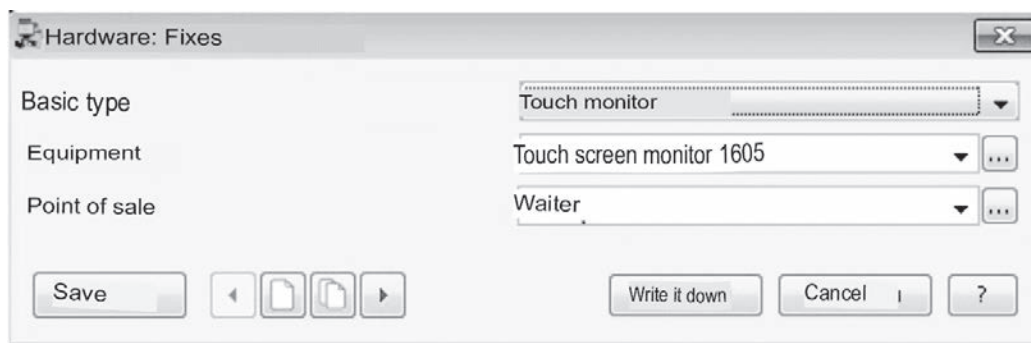 Hardware: Fixes
Basic type
Touch monitor
Equipment
Touch screen monitor 1605
...
Point of sale
Waiter
...
Save
Write it down
Cancel
?